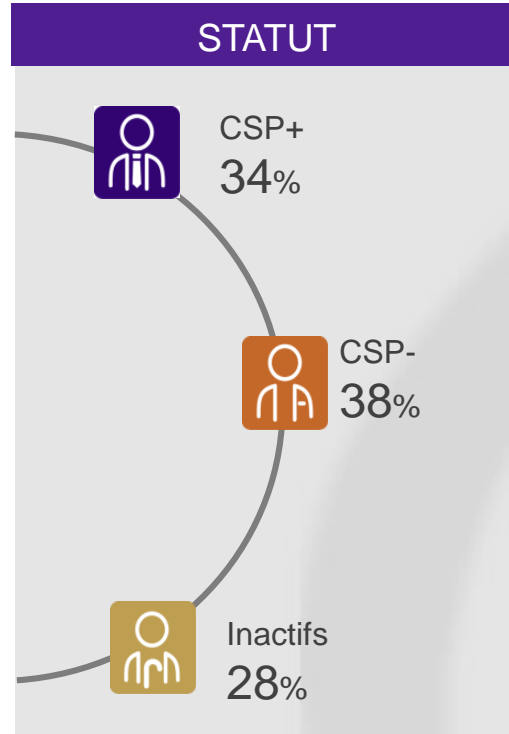 STATUT
CSP+
34%
CSP-
38%
Inactifs
28%